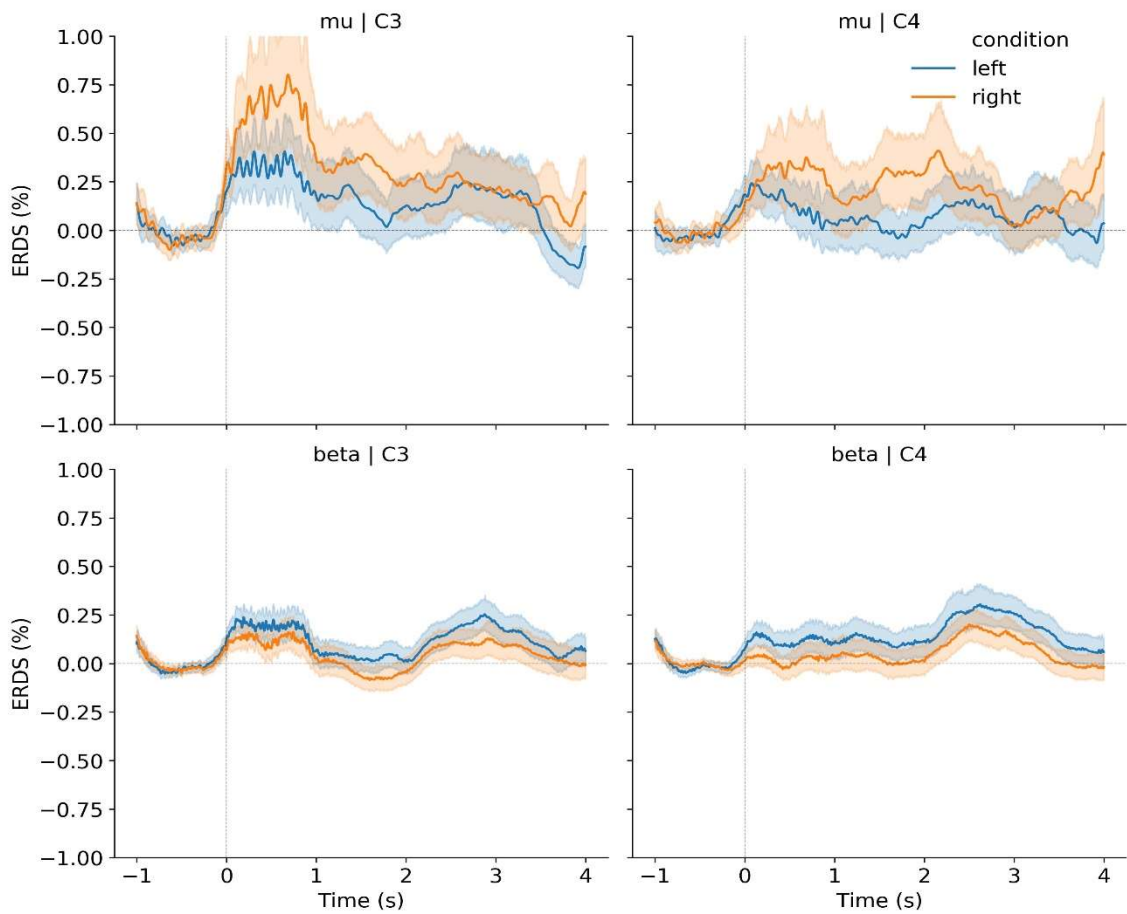 mu | C3
mu | C4
condition
left
right
ERDS (%)
1.00
0.75
0.50
0.25
0.00
−0.25
−0.50
−0.75
−1.00
beta | C3
beta | C4
ERDS (%)
1.00
0.75
0.50
0.25
0.00
−0.25
−0.50
−0.75
−1.00
−1 0 1 2 3 4
−1 0 1 2 3 4
Time (s)
Time (s)